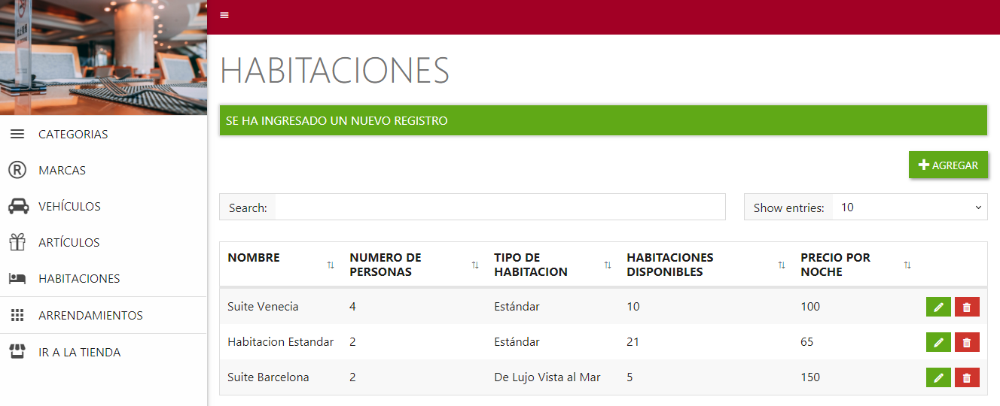 HABITACIONES
SE HA INGRESADO UN NUEVO REGISTRO
AGREGAR
CATEGORIAS
MARCAS
VEHÍCULOS
ARTÍCULOS
HABITACIONES
ARRENDAMIENTOS
IR A LA TIENDA
Search:
Show entries: 10
NOMBRE NUMERO DE PERSONAS TIPO DE HABITACION HABITACIONES DISPONIBLES PRECIO POR NOCHE
Suite Venecia 4 Estándar 10 100
Habitacion Estandar 2 Estándar 21 65
Suite Barcelona 2 De Lujo Vista al Mar 5 150